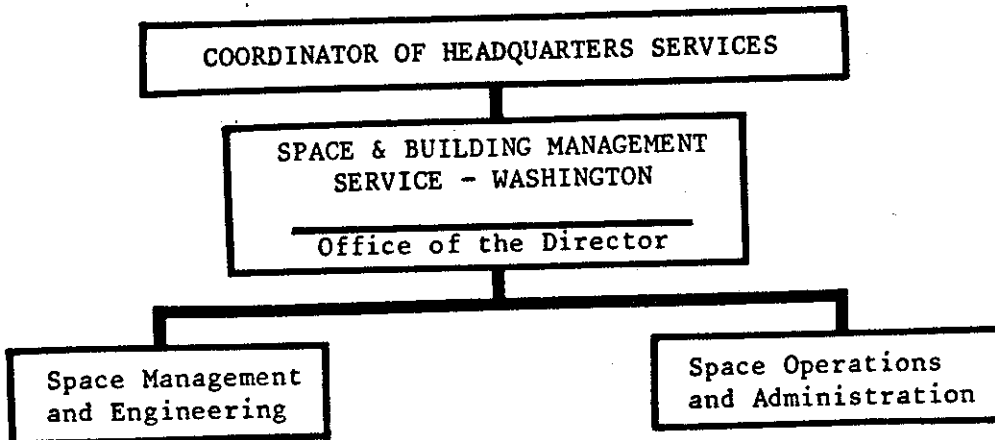 COORDINATOR OF HEADQUARTERS SERVICES
SPACE & BUILDING MANAGEMENT
SERVICE - WASHINGTON
Office of the Director
Space Management
and Engineering
Space Operations
and Administration